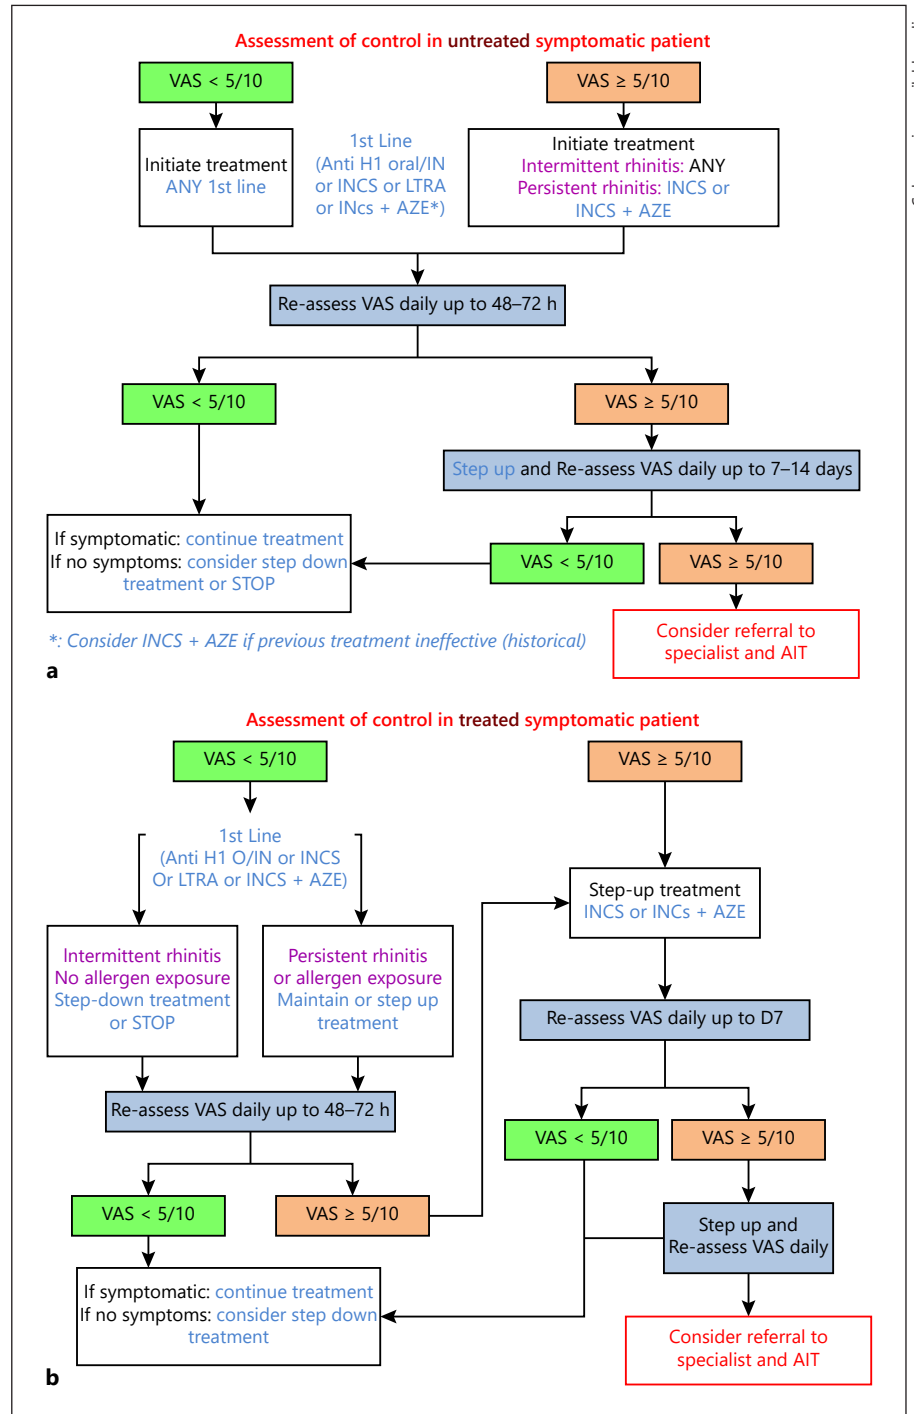 Assessment of control in untreated symptomatic patient
VAS < 5/10
VAS ≥ 5/10
Initiate treatment
ANY 1st line
1st Line
(Anti H1 oral/IN
or INCS or LTRA
or INcs + AZE*)
Initiate treatment
Intermittent rhinitis: ANY
Persistent rhinitis: INCS or
INCS + AZE
Re-assess VAS daily up to 48–72 h
VAS < 5/10
VAS ≥ 5/10
Step up and Re-assess VAS daily up to 7–14 days
If symptomatic: continue treatment
If no symptoms: consider step down
treatment or STOP
VAS < 5/10
VAS ≥ 5/10
Consider referral to
specialist and AIT
*: Consider INCS + AZE if previous treatment ineffective (historical)
a
Assessment of control in treated symptomatic patient
VAS < 5/10
VAS ≥ 5/10
1st Line
(Anti H1 O/IN or INCS
Or LTRA or INCS + AZE)
Step-up treatment
INCS or INCs + AZE
Intermittent rhinitis
No allergen exposure
Step-down treatment
or STOP
Persistent rhinitis
or allergen exposure
Maintain or step up
treatment
Re-assess VAS daily up to D7
Re-assess VAS daily up to 48–72 h
VAS < 5/10
VAS ≥ 5/10
VAS < 5/10
VAS ≥ 5/10
Step up and
Re-assess VAS daily
If symptomatic: continue treatment
If no symptoms: consider step down
treatment
Consider referral to
specialist and AIT
b